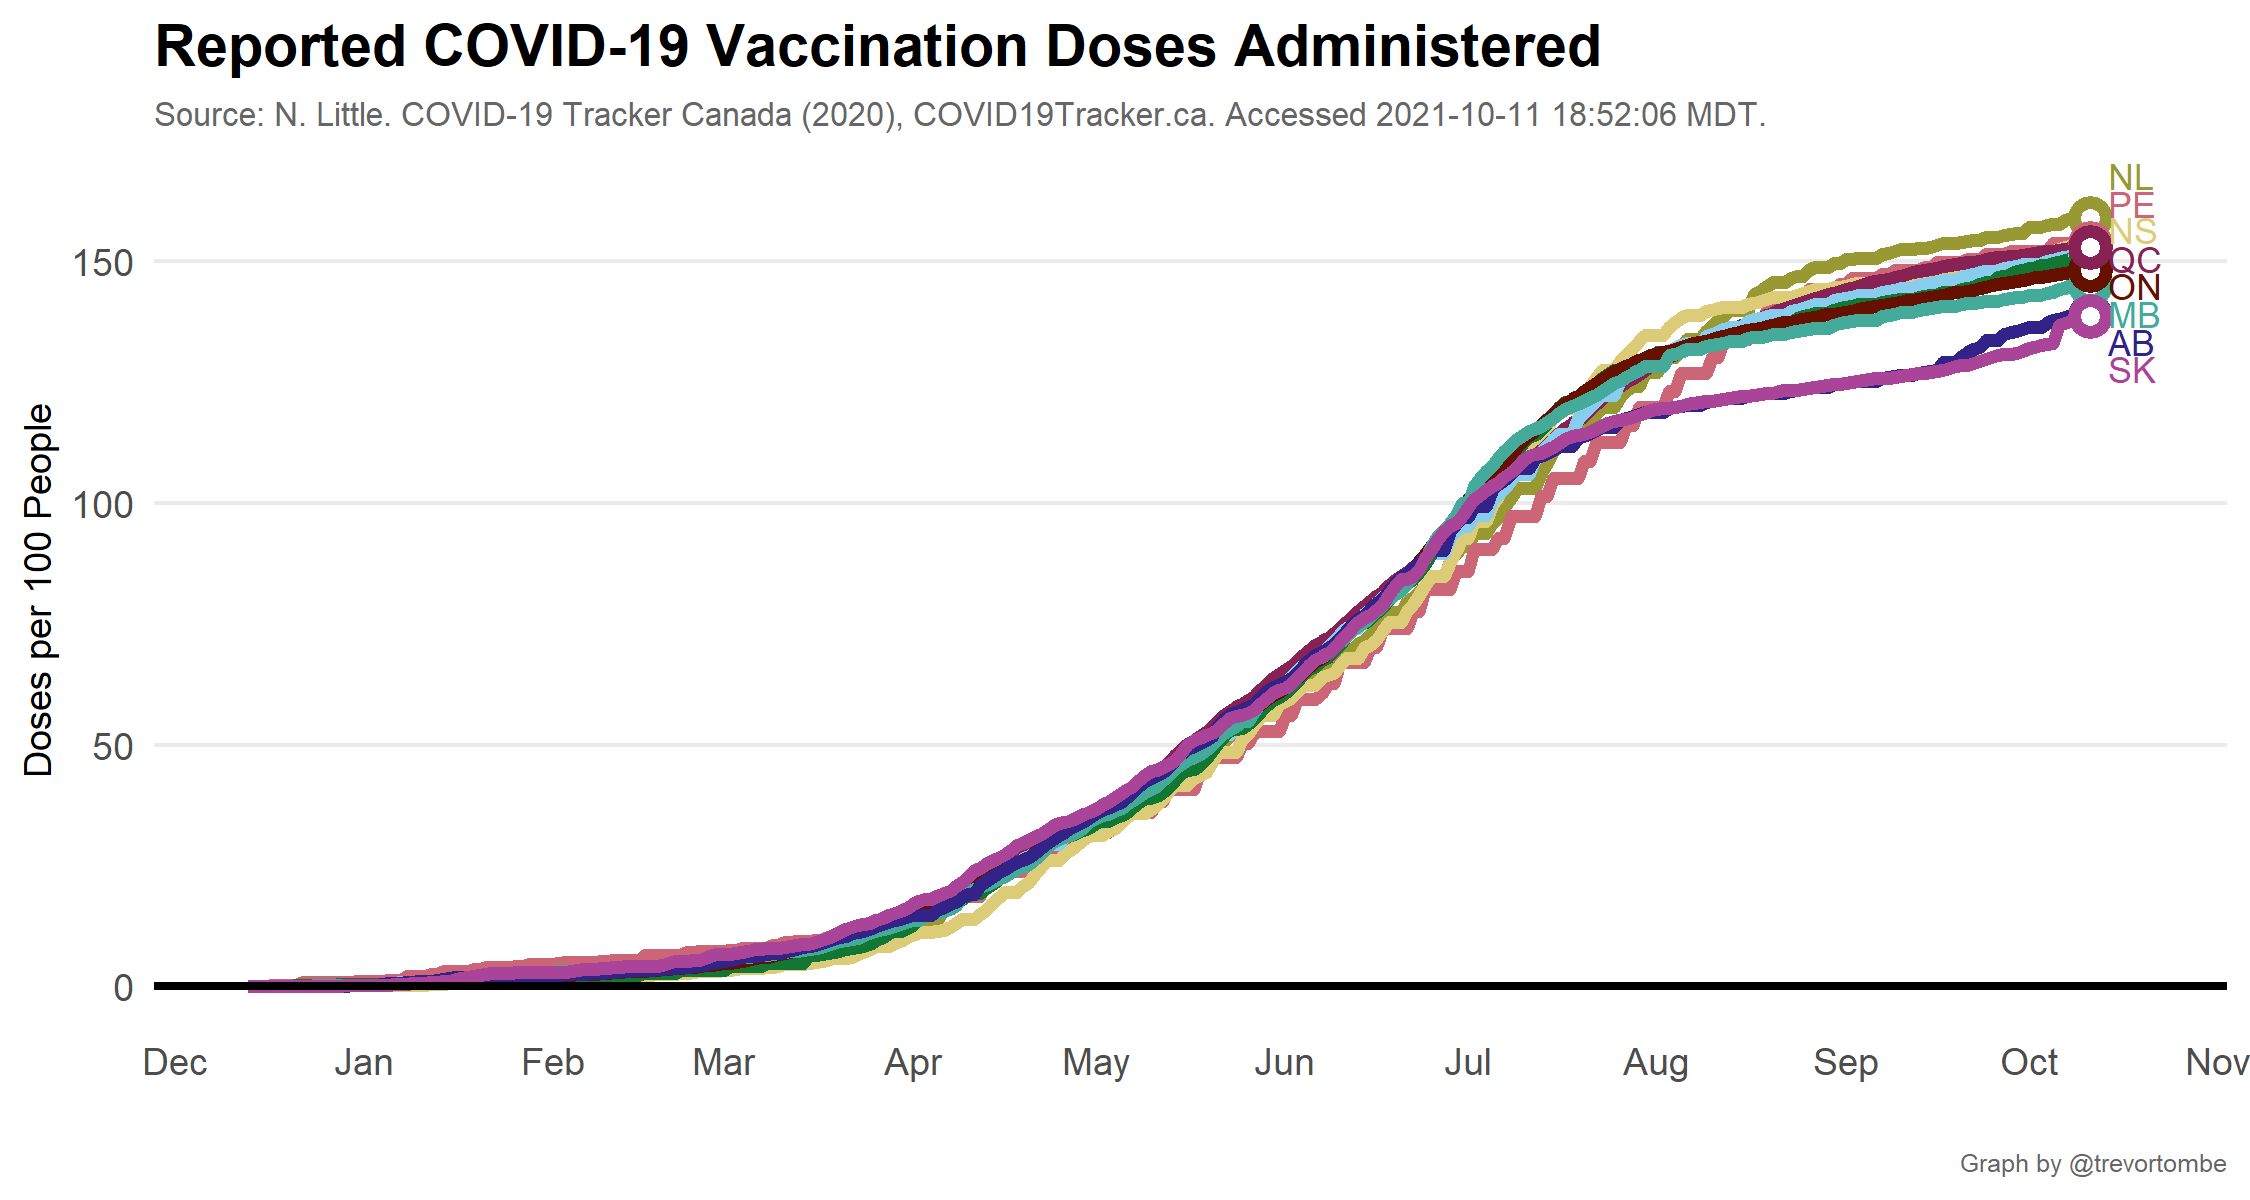 Reported COVID-19 Vaccination Doses Administered
Source: N. Little. COVID-19 Tracker Canada (2020), COVID19Tracker.ca. Accessed 2021-10-11 18:52:06 MDT.
Doses per 100 People
150
100
50
0
NL
PE
NS
QC
ON
MB
AB
SK
Dec Jan Feb Mar Apr May Jun Jul Aug Sep Oct Nov
Graph by @trevortombe